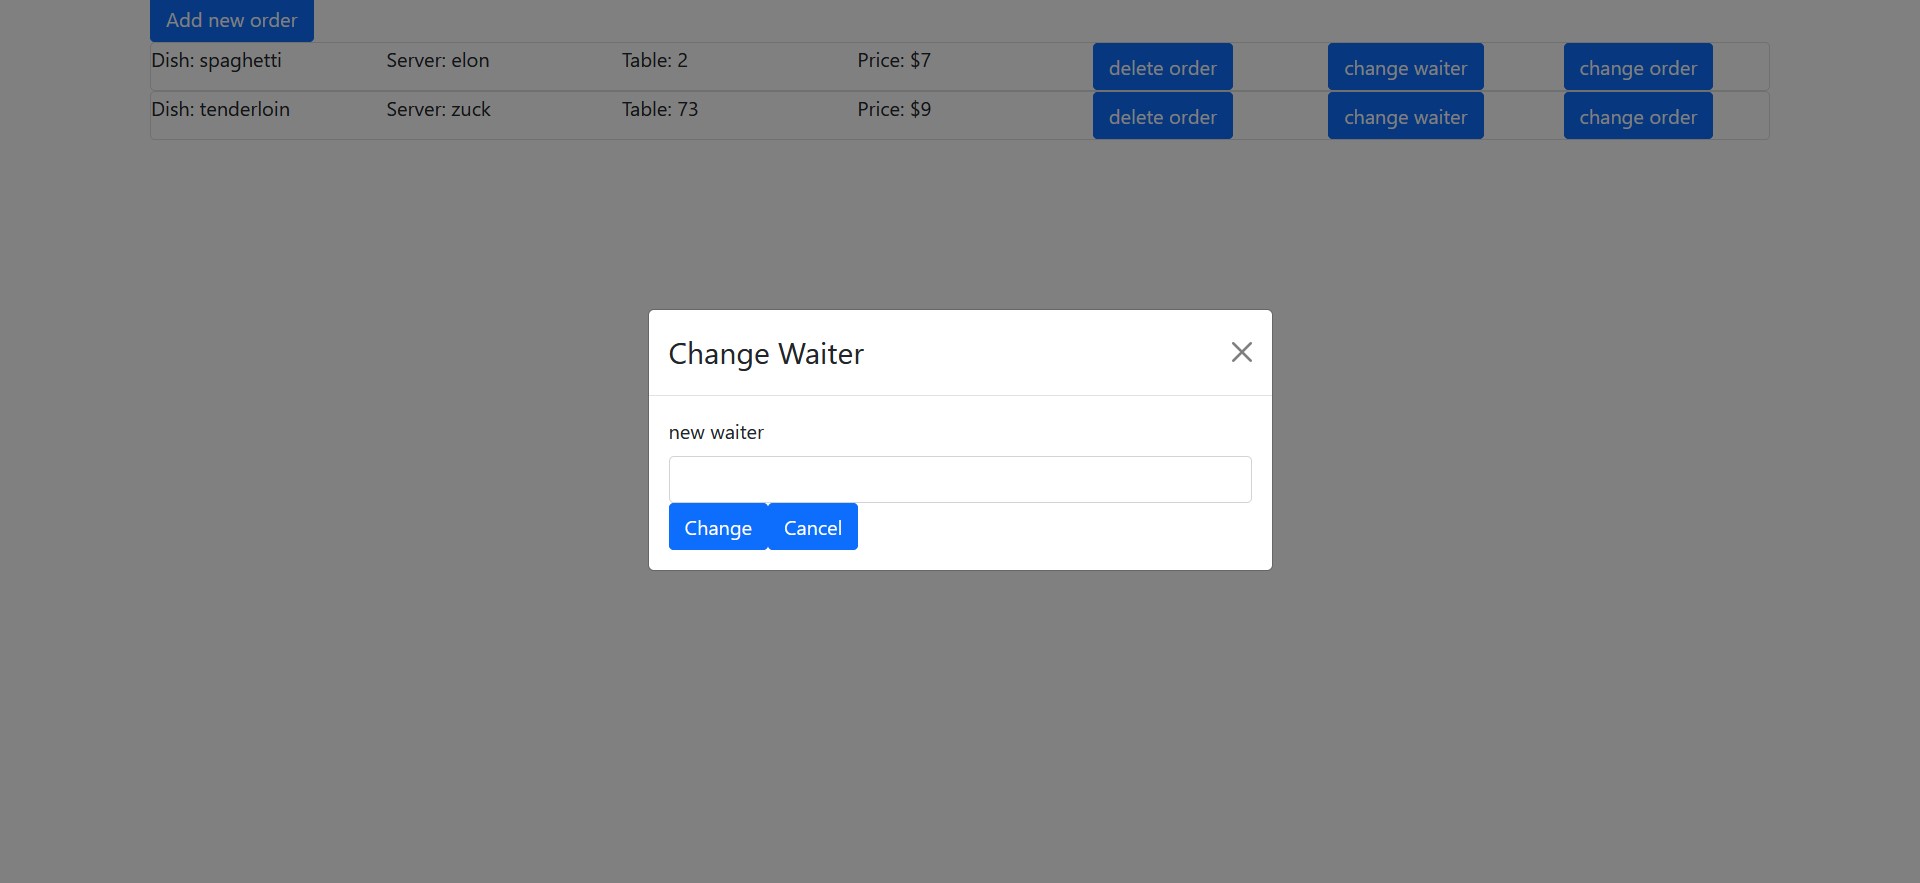 Add new order
Dish: spaghetti Server: elon Table: 2 Price: $7 delete order change waiter change order
Dish: tenderloin Server: zuck Table: 73 Price: $9 delete order change waiter change order
Change Waiter
new waiter
Change Cancel